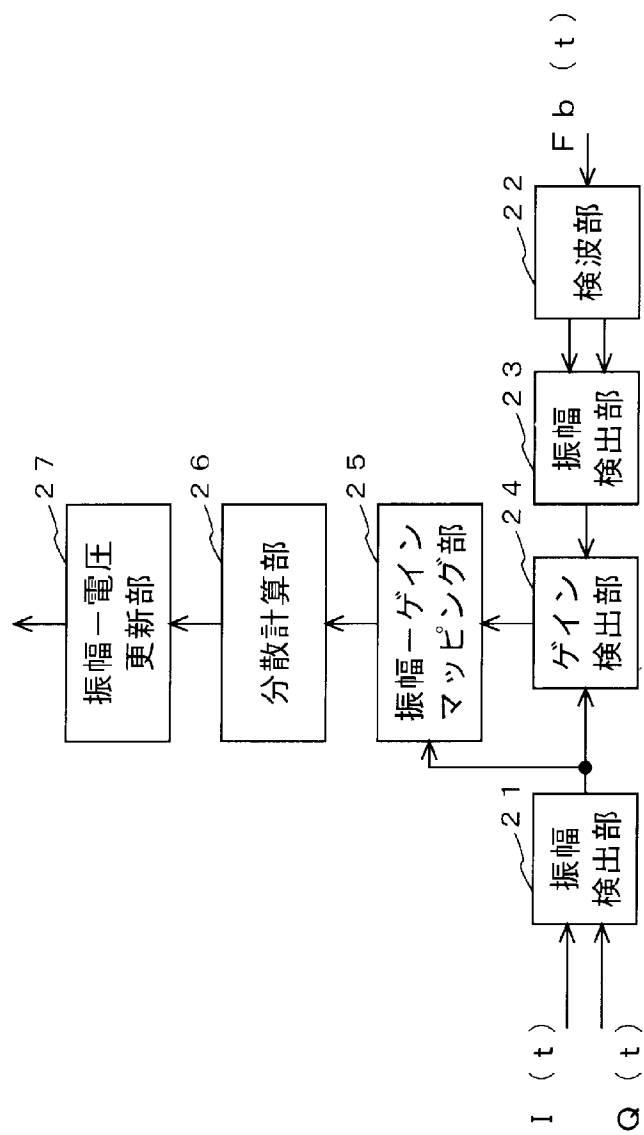 27
振幅－電圧
更新部
26
分散計算部
25
振幅－ゲイン
マッピング部
I (t)
Q (t)
21
振幅
検出部
24
ゲイン
検出部
23
振幅
検出部
22
検波部
Fb (t)